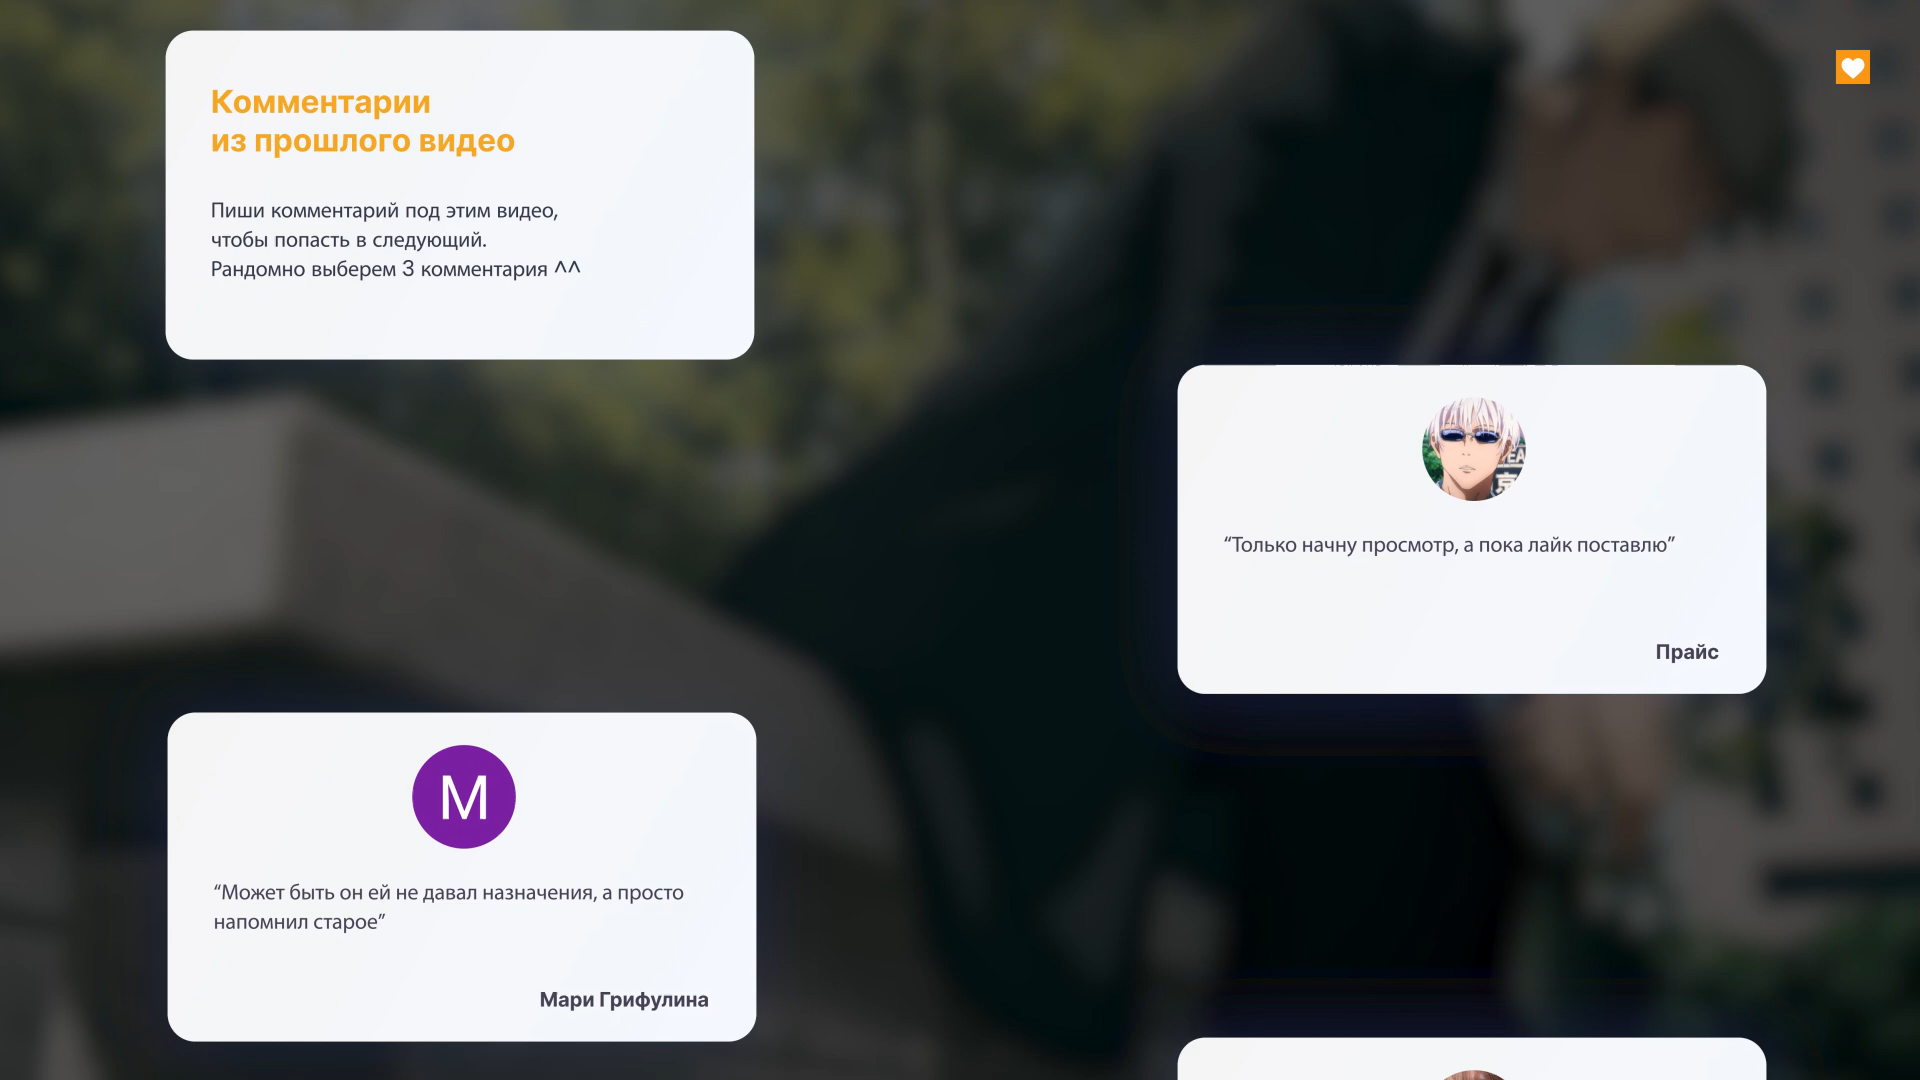 Комментарии
из прошлого видео
Пиши комментарий под этим видео,
чтобы попасть в следующий.
Рандомно выберем 3 комментария ^^
“Только начну просмотр, а пока лайк поставлю”
Прайс
M
“Может быть он ей не давал назначения, а просто
напомнил старое”
Мари Грифулина